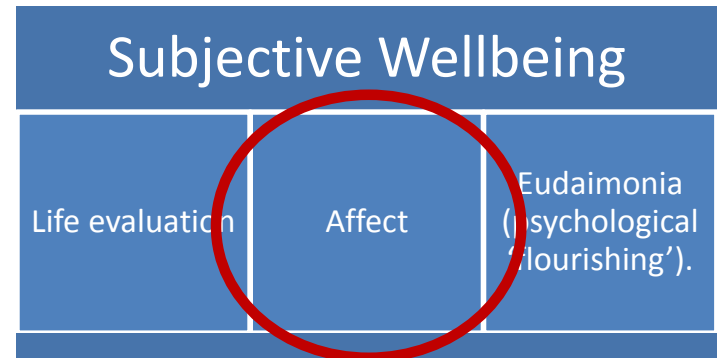 Subjective Wellbeing
Life evaluation
Affect
Eudaimonia
(psychological
‘flourishing’).